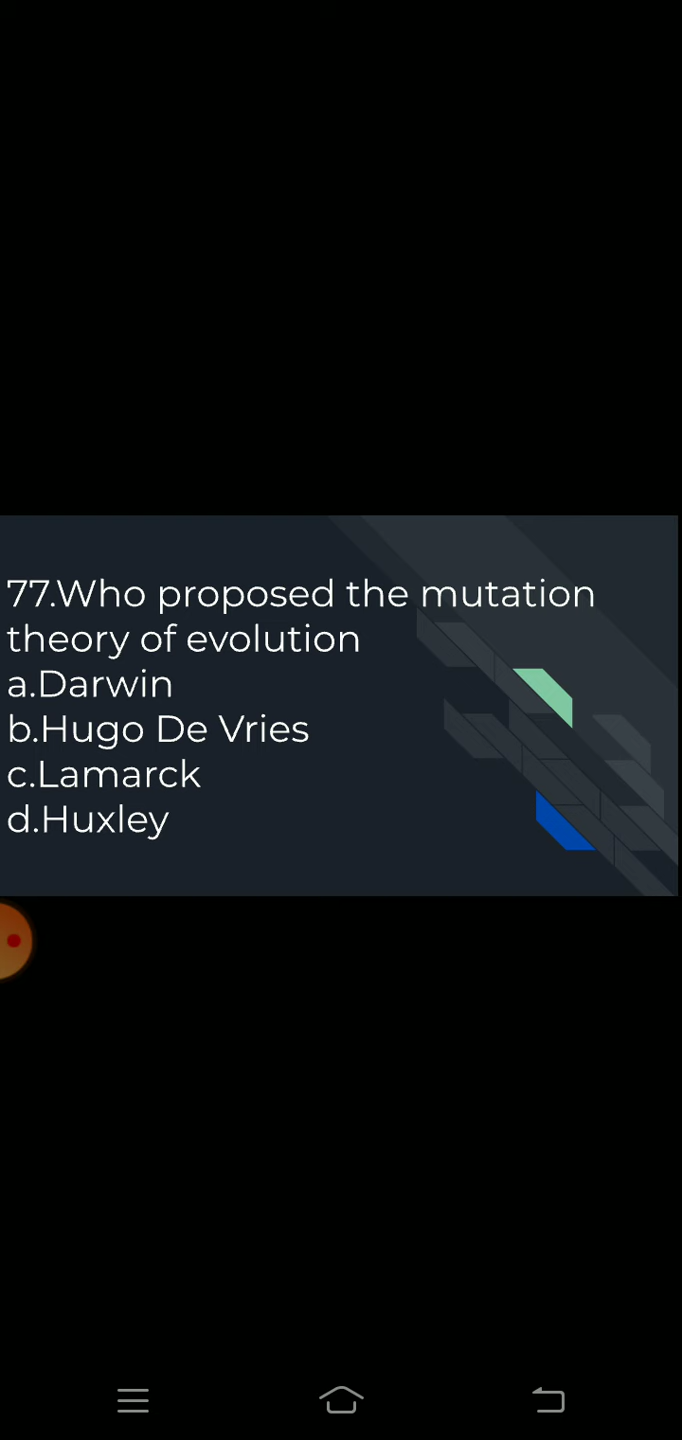 77.Who proposed the mutation
theory of evolution
a.Darwin
b.Hugo De Vries
c.Lamarck
d.Huxley